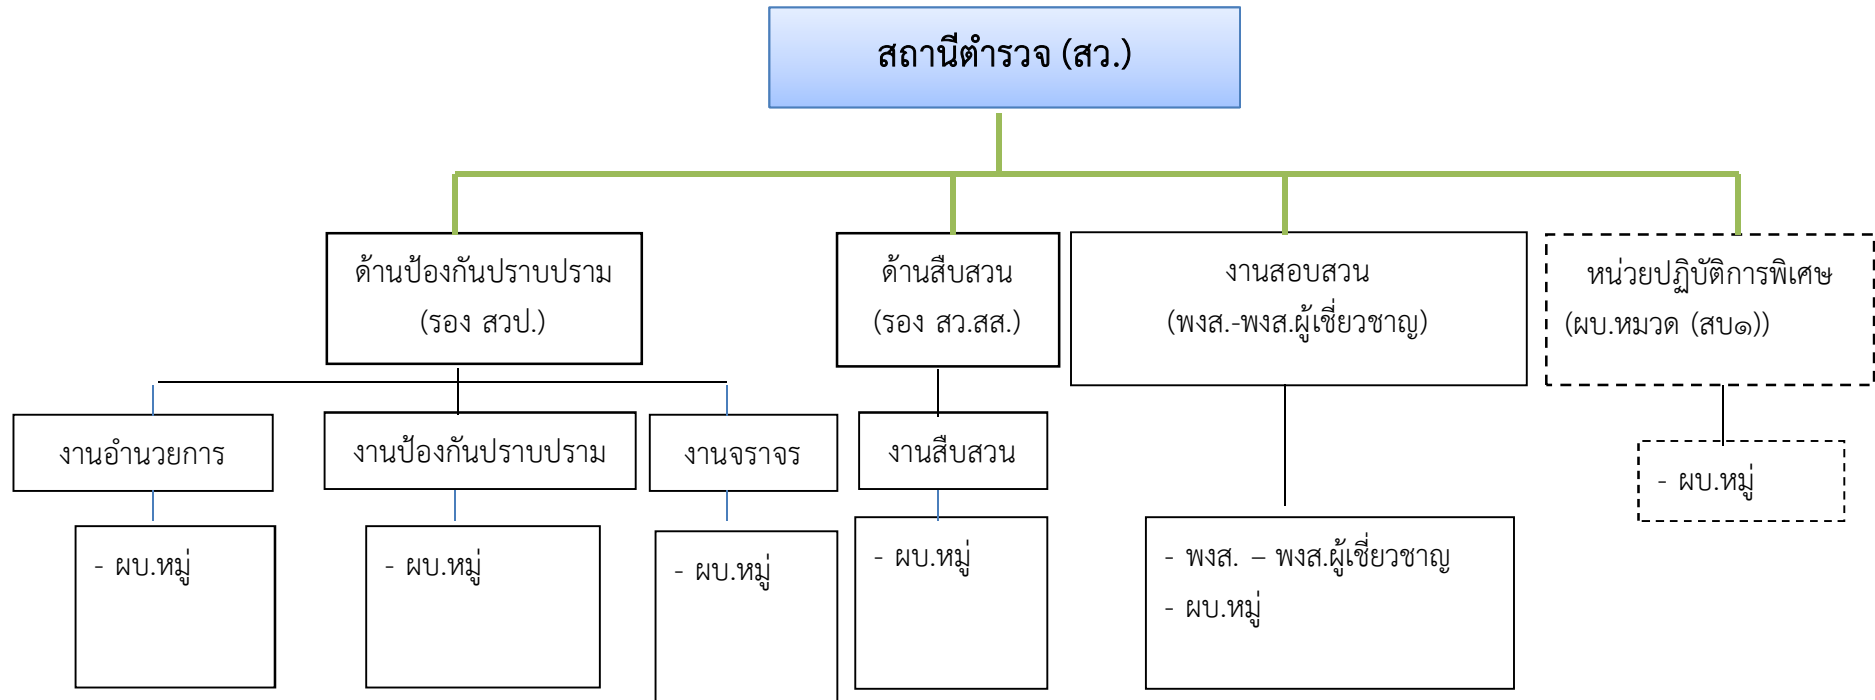 สถานีตำรวจ (สว.)
ด้านป้องกันปราบปราม
(รอง สวป.)
ด้านสืบสวน
(รอง สว.สส.)
งานสอบสวน
(พงส.-พงส.ผู้เชี่ยวชาญ)
หน่วยปฏิบัติการพิเศษ
(ผบ.หมวด (สบ๑))
งานอำนวยการ
งานป้องกันปราบปราม
งานจราจร
งานสืบสวน
- ผบ.หมู่
- ผบ.หมู่
- ผบ.หมู่
- ผบ.หมู่
- ผบ.หมู่
- พงส. – พงส.ผู้เชี่ยวชาญ
- ผบ.หมู่